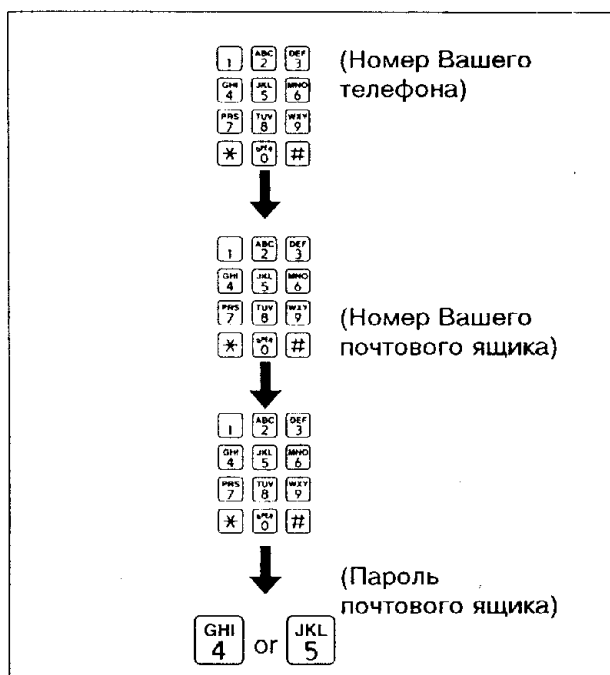 1 ABC 2 DEF 3
(Номер Вашего
GHI 4 JKL 5 MNO 6
телефона)
PRS 7 TUV 8 WXY 9
* 0 #
1 ABC 2 DEF 3
GHI 4 JKL 5 MNO 6
PRS 7 TUV 8 WXY 9
(Номер Вашего
* 0 #
почтового ящика)
1 ABC 2 DEF 3
GHI 4 JKL 5 MNO 6
PRS 7 TUV 8 WXY 9
* 0 #
(Пароль
почтового ящика)
GHI 4 or JKL 5